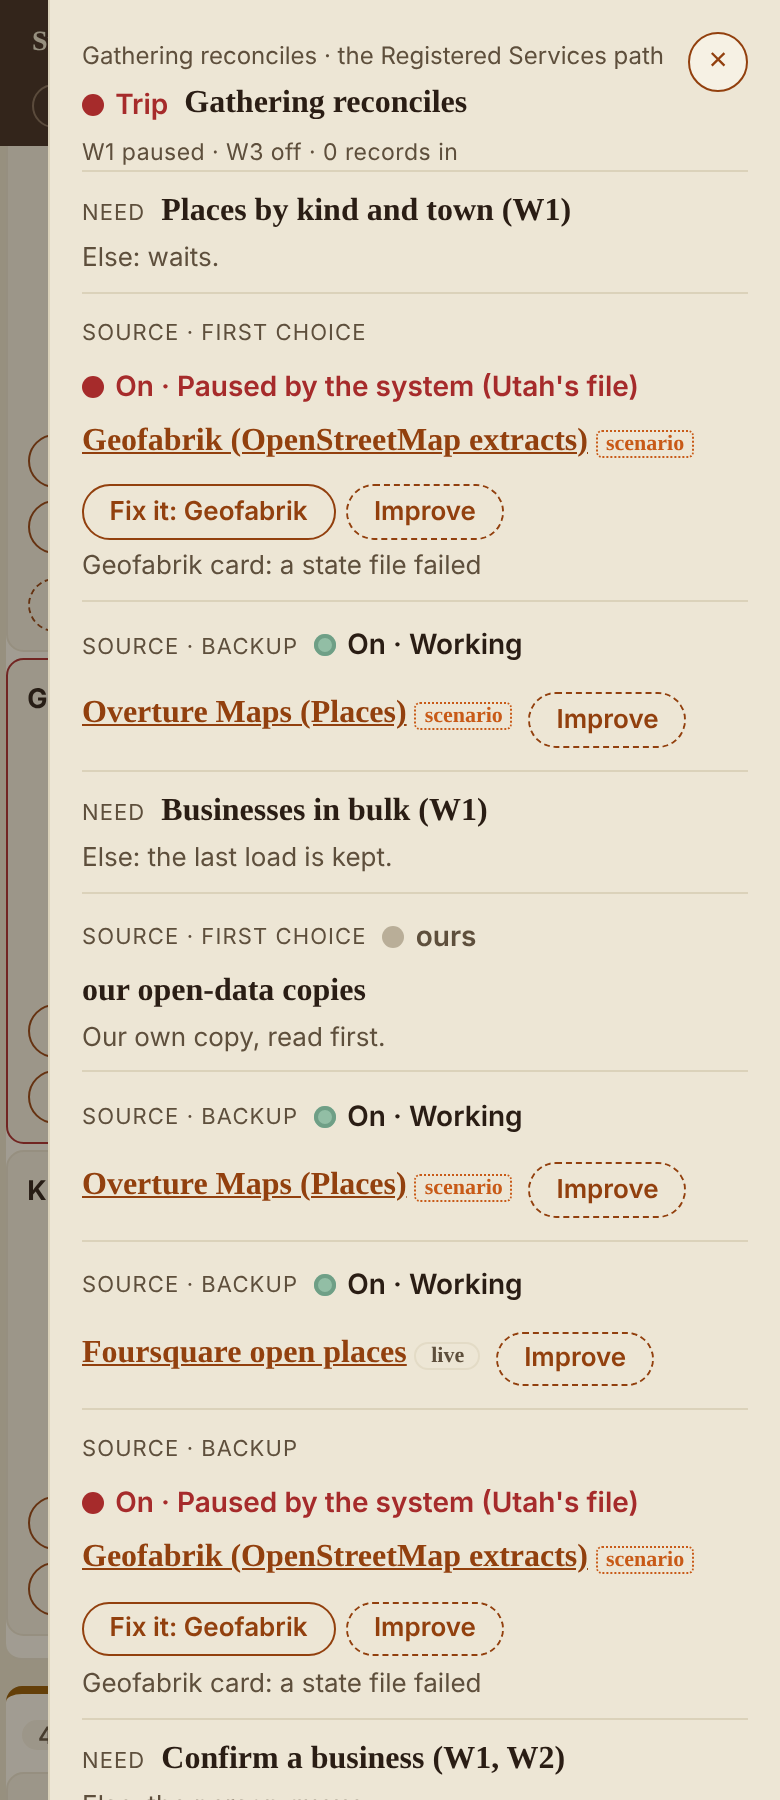 Gathering reconciles · the Registered Services path
×
Trip Gathering reconciles
W1 paused · W3 off · 0 records in
NEED Places by kind and town (W1)
Else: waits.
SOURCE · FIRST CHOICE
On · Paused by the system (Utah's file)
Geofabrik (OpenStreetMap extracts) scenario
Fix it: Geofabrik Improve
Geofabrik card: a state file failed
SOURCE · BACKUP On · Working
Overture Maps (Places) scenario Improve
NEED Businesses in bulk (W1)
Else: the last load is kept.
SOURCE · FIRST CHOICE ours
our open-data copies
Our own copy, read first.
SOURCE · BACKUP On · Working
Overture Maps (Places) scenario Improve
SOURCE · BACKUP On · Working
Foursquare open places live Improve
SOURCE · BACKUP
On · Paused by the system (Utah's file)
Geofabrik (OpenStreetMap extracts) scenario
Fix it: Geofabrik Improve
Geofabrik card: a state file failed
NEED Confirm a business (W1, W2)